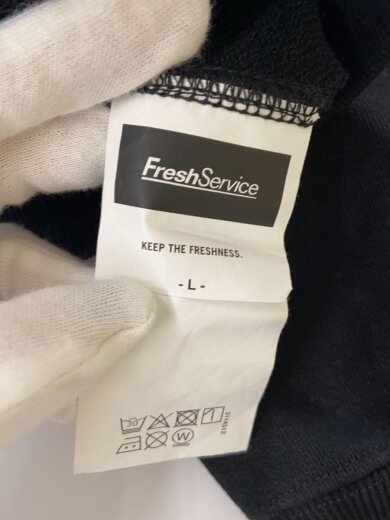 FreshService
KEEP THE FRESHNESS.
- L -
W